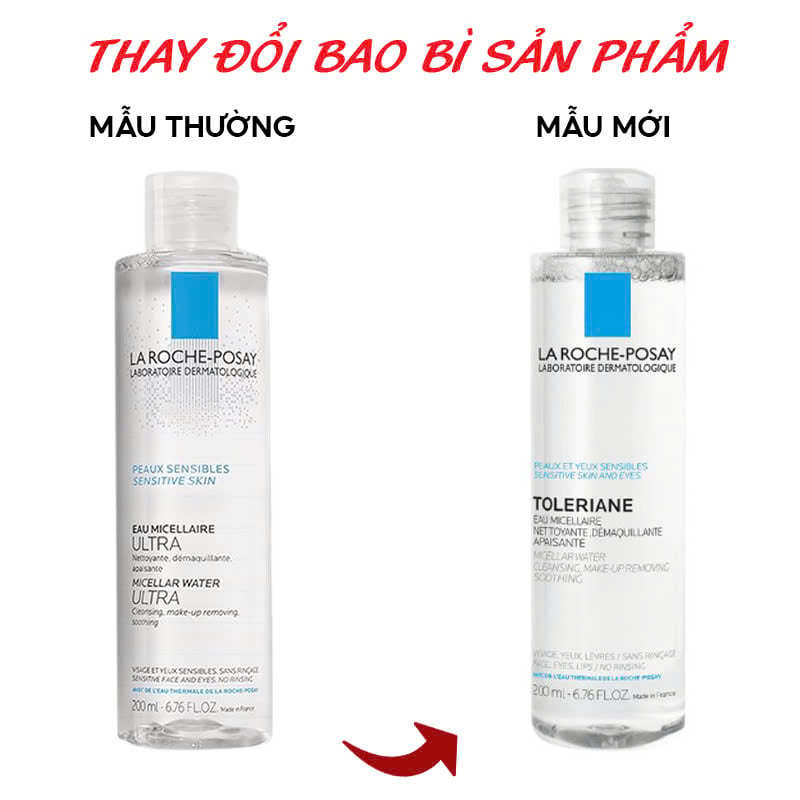 THAY ĐỔI BAO BÌ SẢN PHẨM
MẪU THƯỜNG
LA ROCHE-POSAY
LABORATOIRE DERMATOLOGIQUE
PEAUX SENSIBLES
SENSITIVE SKIN
EAU MICELLAIRE
ULTRA
Nettoyante, démaquillante,
apaisante
MICELLAR WATER
ULTRA
Cleansing, make-up removing,
soothing
VISAGE ET YEUX SENSIBLES, SANS RINÇAGE
SENSITIVE FACE AND EYES, NO RINSING
AVEC DE L'EAU THERMALE DE LA ROCHE-POSAY
200 ml - 6.76 FL.OZ. Made in France
MẪU MỚI
LA ROCHE-POSAY
LABORATOIRE DERMATOLOGIQUE
PEAUX ET YEUX SENSIBLES
SENSITIVE SKIN AND EYES
TOLERIANE
EAU MICELLAIRE
NETTOYANTE, DÉMAQUILLANTE
APAISANTE
MICELLAR WATER
CLEANSING, MAKE-UP REMOVING
SOOTHING
VISAGE, YEUX, LÈVRES / SANS RINÇAGE
FACE, EYES, LIPS / NO RINSING
AVEC DE L'EAU THERMALE DE LA ROCHE-POSAY
200 ml - 6.76 FL.OZ. Made in France